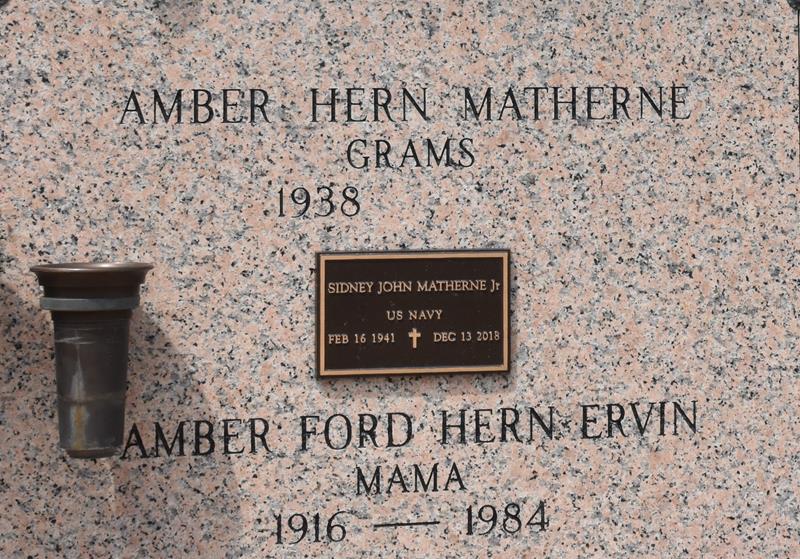 AMBER HERN MATHERNE
GRAMS
1938
SIDNEY JOHN MATHERNE Jr
US NAVY
FEB 16 1941 ✝ DEC 13 2018
AMBER FORD HERN ERVIN
MAMA
1916 — 1984